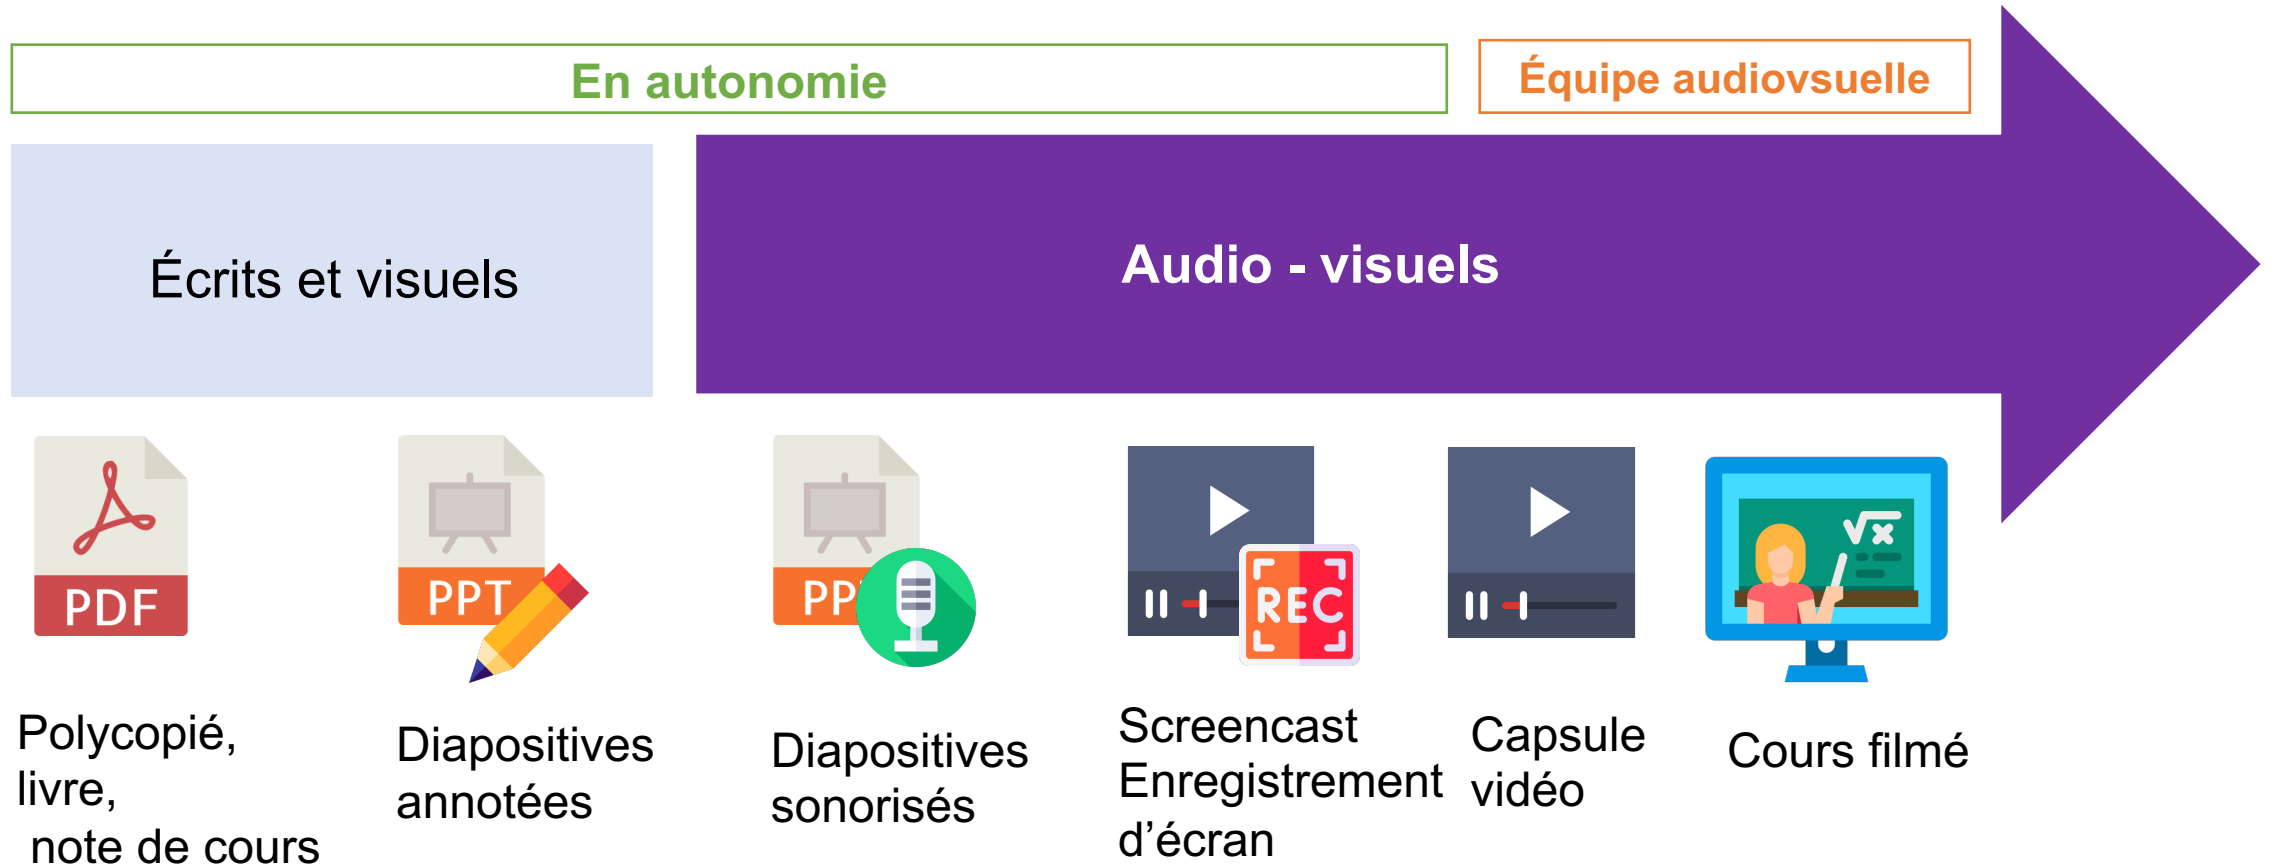 En autonomie
Équipe audiovsuelle
Écrits et visuels
Audio - visuels
PDF
PPT
PP
REC
√x
Polycopié,
livre,
note de cours
Diapositives
annotées
Diapositives
sonorisés
Screencast
Enregistrement
d’écran
Capsule
vidéo
Cours filmé